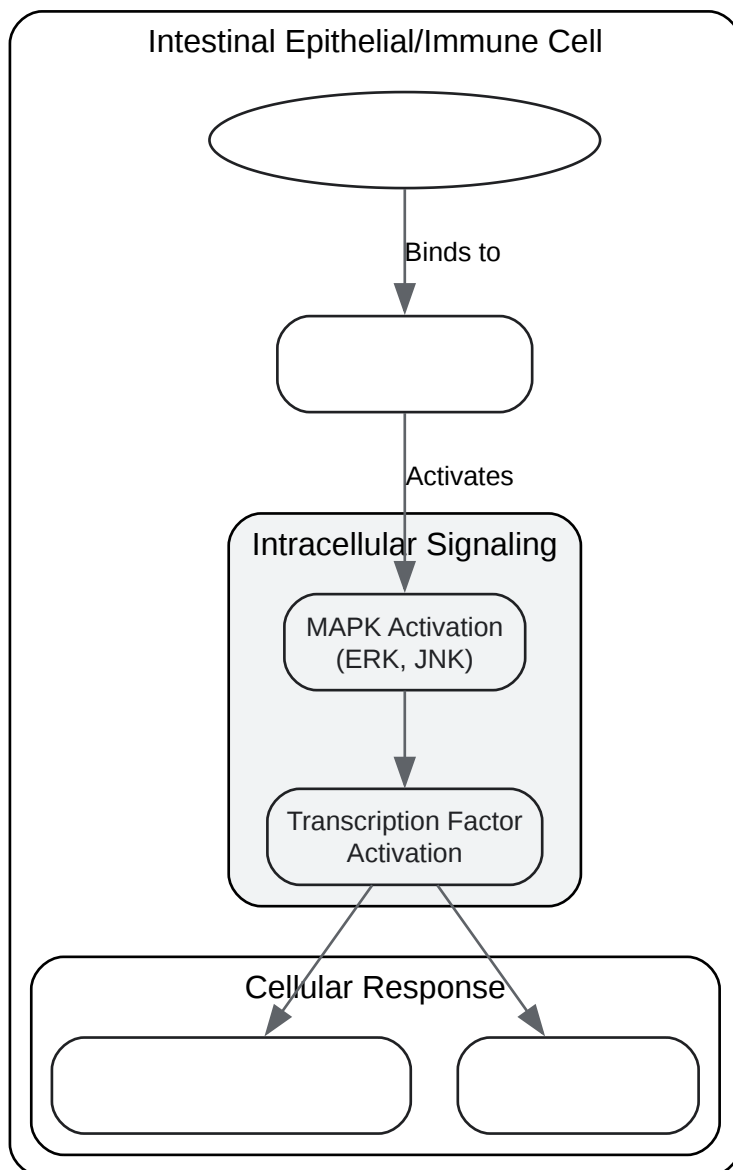 Intestinal Epithelial/Immune Cell
Binds to
Activates
Intracellular Signaling
MAPK Activation
(ERK, JNK)
Transcription Factor
Activation
Cellular Response